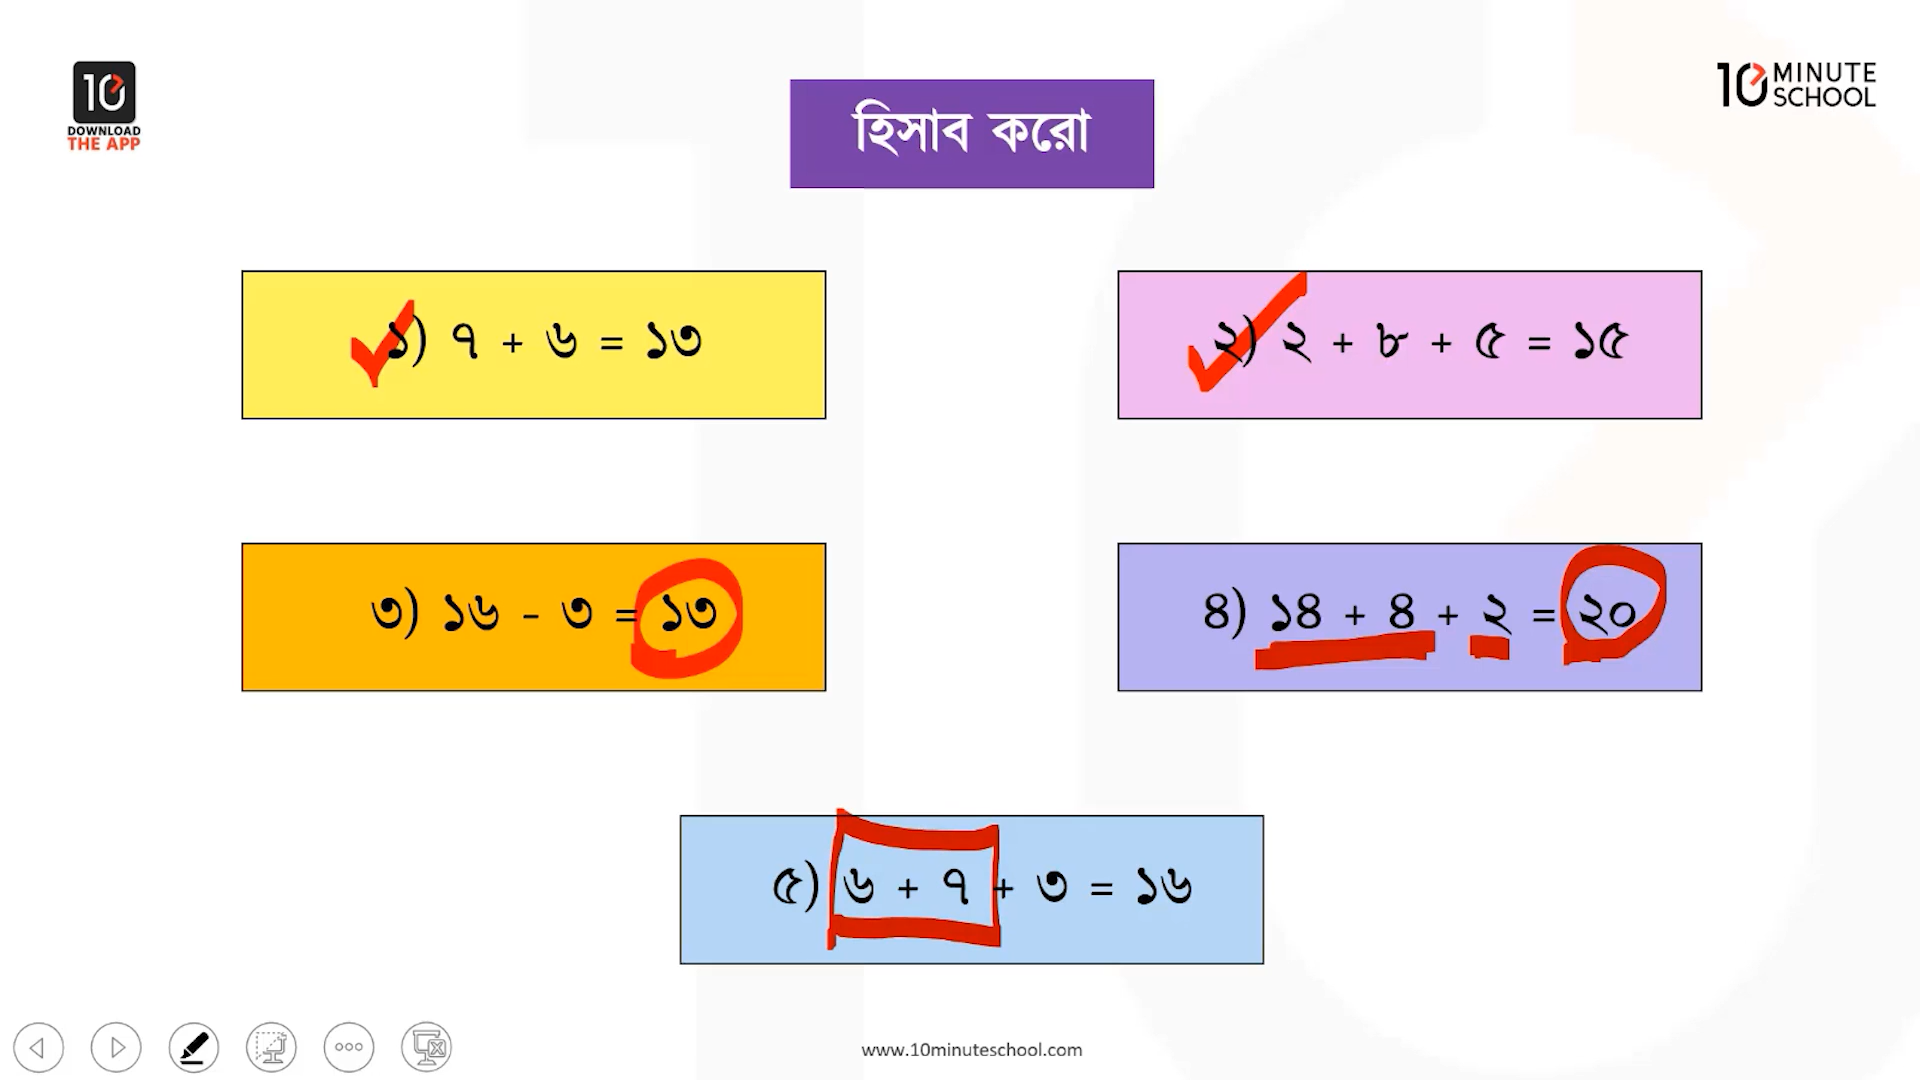 10
DOWNLOAD
THE APP
10 MINUTE
SCHOOL
হিসাব করো
১) ৭ + ৬ = ১৩
২) ২ + ৮ + ৫ = ১৫
৩) ১৬ - ৩ = ১৩
৪) ১৪ + ৪ + ২ = ২০
৫) ৬ + ৭ + ৩ = ১৬
www.10minuteschool.com